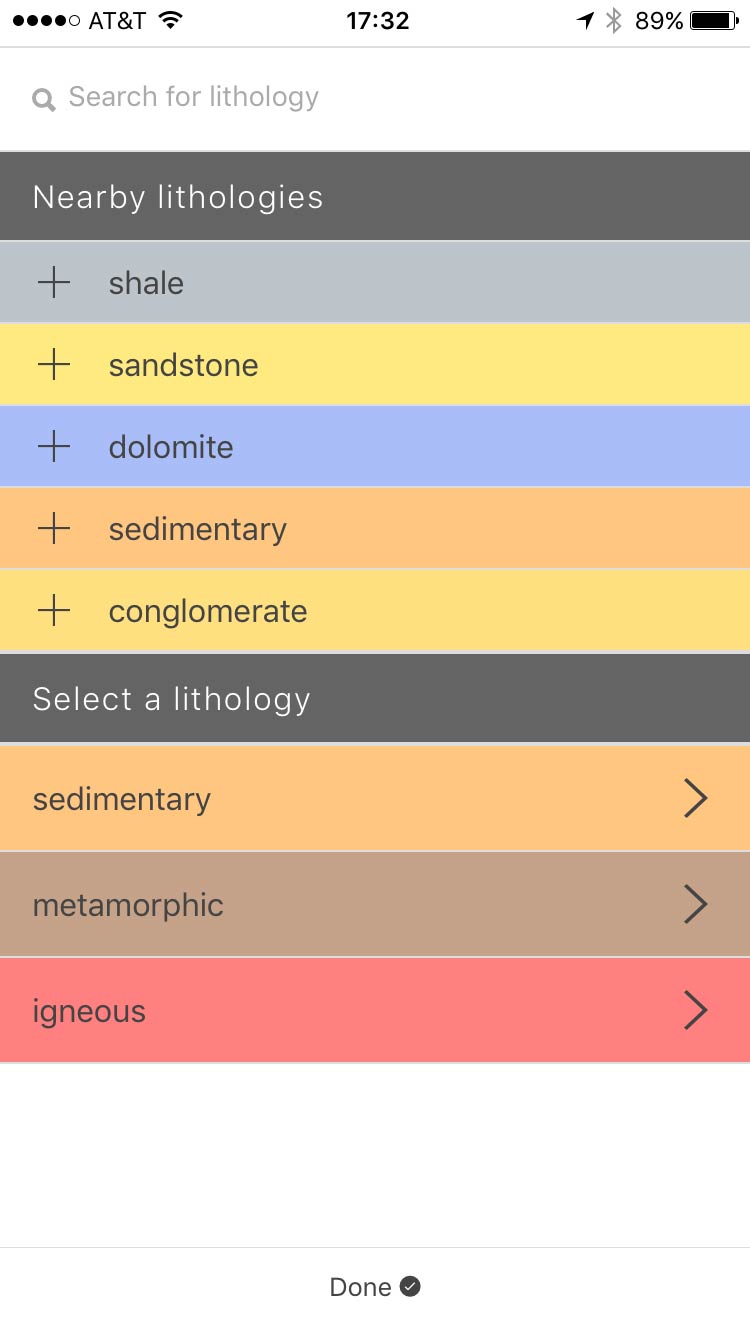 AT&T 17:32 89%
Search for lithology
Nearby lithologies
shale
sandstone
dolomite
sedimentary
conglomerate
Select a lithology
sedimentary
metamorphic
igneous
Done